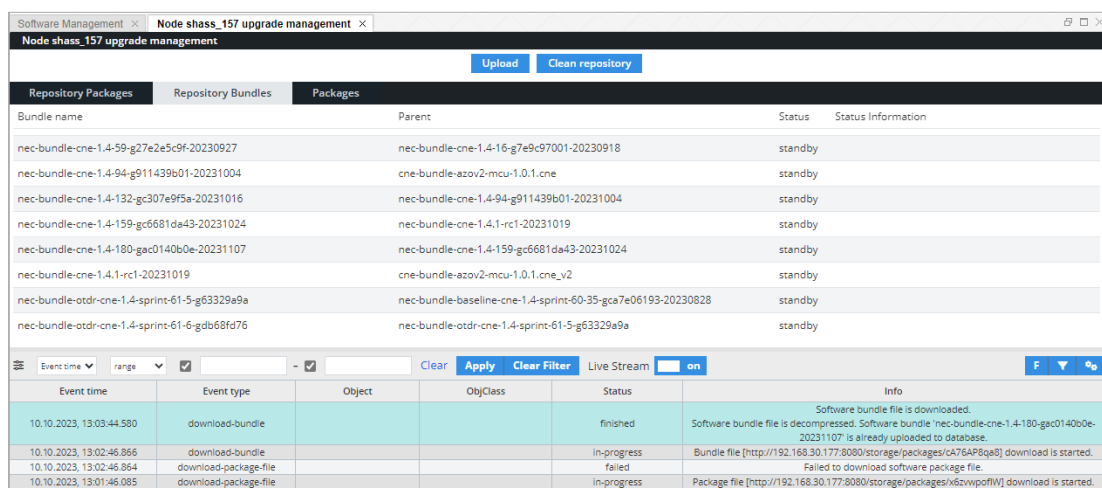 Software Management × Node shass_157 upgrade management ×
Node shass_157 upgrade management
Upload Clean repository
Repository Packages Repository Bundles Packages
Bundle name Parent Status Status Information
nec-bundle-cne-1.4-59-g27e2e5c9f-20230927 nec-bundle-cne-1.4-16-g7e9c97001-20230918 standby
nec-bundle-cne-1.4-94-g911439b01-20231004 cne-bundle-azov2-mcu-1.0.1.cne standby
nec-bundle-cne-1.4-132-gc307e9f5a-20231016 nec-bundle-cne-1.4-94-g911439b01-20231004 standby
nec-bundle-cne-1.4-159-gc6681da43-20231024 nec-bundle-cne-1.4.1-rc1-20231019 standby
nec-bundle-cne-1.4-180-gac0140b0e-20231107 nec-bundle-cne-1.4-159-gc6681da43-20231024 standby
nec-bundle-cne-1.4.1-rc1-20231019 cne-bundle-azov2-mcu-1.0.1.cne_v2 standby
nec-bundle-otdr-cne-1.4-sprint-61-5-g63329a9a nec-bundle-baseline-cne-1.4-sprint-60-35-gca7e06193-20230828 standby
nec-bundle-otdr-cne-1.4-sprint-61-6-gdb68fd76 nec-bundle-otdr-cne-1.4-sprint-61-5-g63329a9a standby
Event time range – Clear Apply Clear Filter Live Stream on F
Event time Event type Object ObjClass Status Info
10.10.2023, 13:03:44.580 download-bundle finished Software bundle file is downloaded.
Software bundle file is decompressed. Software bundle 'nec-bundle-cne-1.4-180-gac0140b0e-
20231107' is already uploaded to database.
10.10.2023, 13:02:46.866 download-bundle in-progress Bundle file [http://192.168.30.177:8080/storage/packages/cA76AP8qa8] download is started.
10.10.2023, 13:02:46.864 download-package-file failed Failed to download software package file.
10.10.2023, 13:01:46.085 download-package-file in-progress Package file [http://192.168.30.177:8080/storage/packages/x6zvwpoflW] download is started.